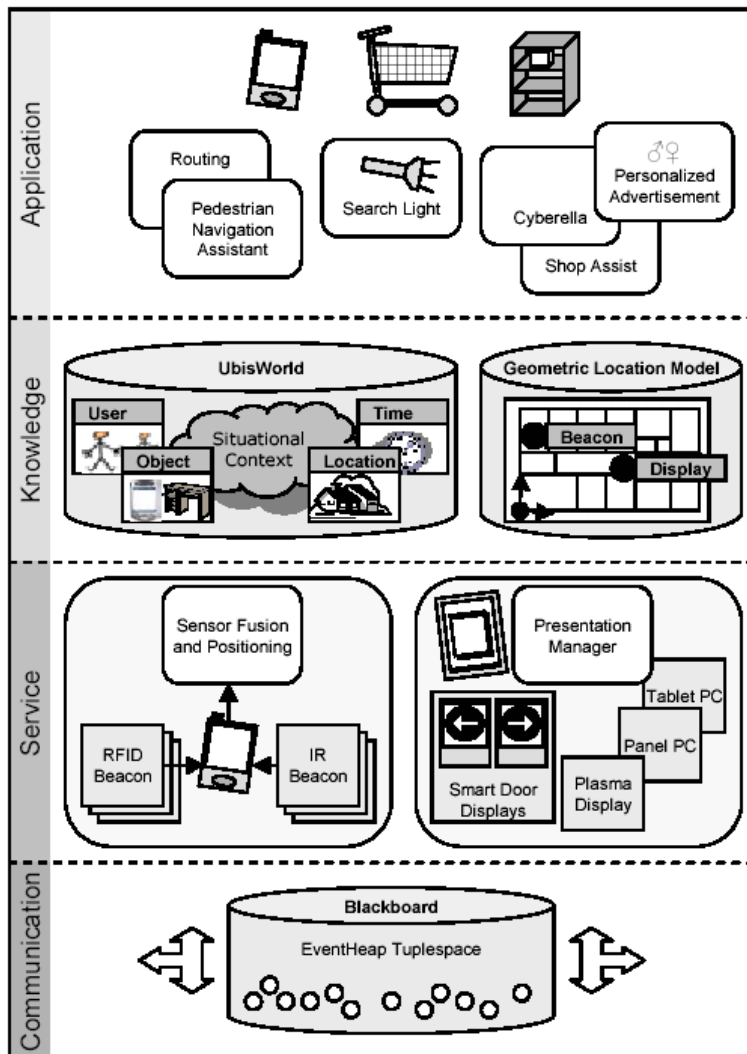 Application
Routing
Pedestrian
Navigation
Assistant
Search Light
Cyberella
♂♀
Personalized
Advertisement
Shop Assist
Knowledge
UbisWorld
User
Time
Situational
Context
Object
Location
Geometric Location Model
Beacon
Display
Service
Sensor Fusion
and Positioning
RFID
Beacon
IR
Beacon
Presentation
Manager
Tablet PC
Panel PC
Plasma
Display
Smart Door
Displays
Communication
Blackboard
EventHeap Tuplespace